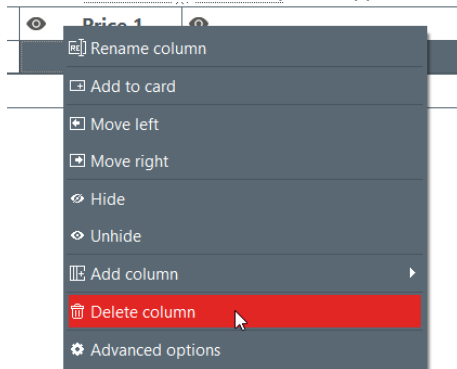 Price 1
Rename column
Add to card
Move left
Move right
Hide
Unhide
Add column
Delete column
Advanced options